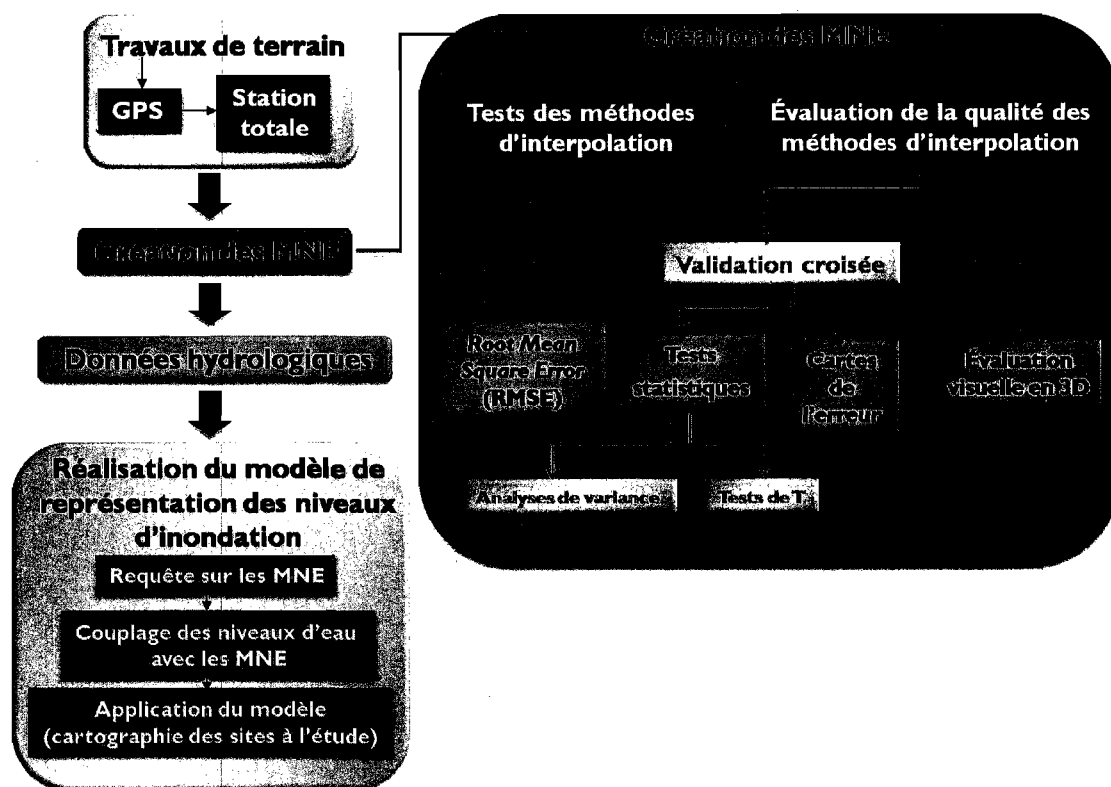 Travaux de terrain
GPS
Station
totale
Création des MNE
Données hydrologiques
Réalisation du modèle de
représentation des niveaux
d'inondation
Requête sur les MNE
Couplage des niveaux d'eau
avec les MNE
Application du modèle
(cartographie des sites à l'étude)
Création des MNE
Tests des méthodes
d'interpolation
Évaluation de la qualité des
méthodes d'interpolation
Validation croisée
Root Mean
Square Error
(RMSE)
Tests
statistiques
Cartes
de
l'erreur
Évaluation
visuelle en 3D
Analyses de variance
Tests de T